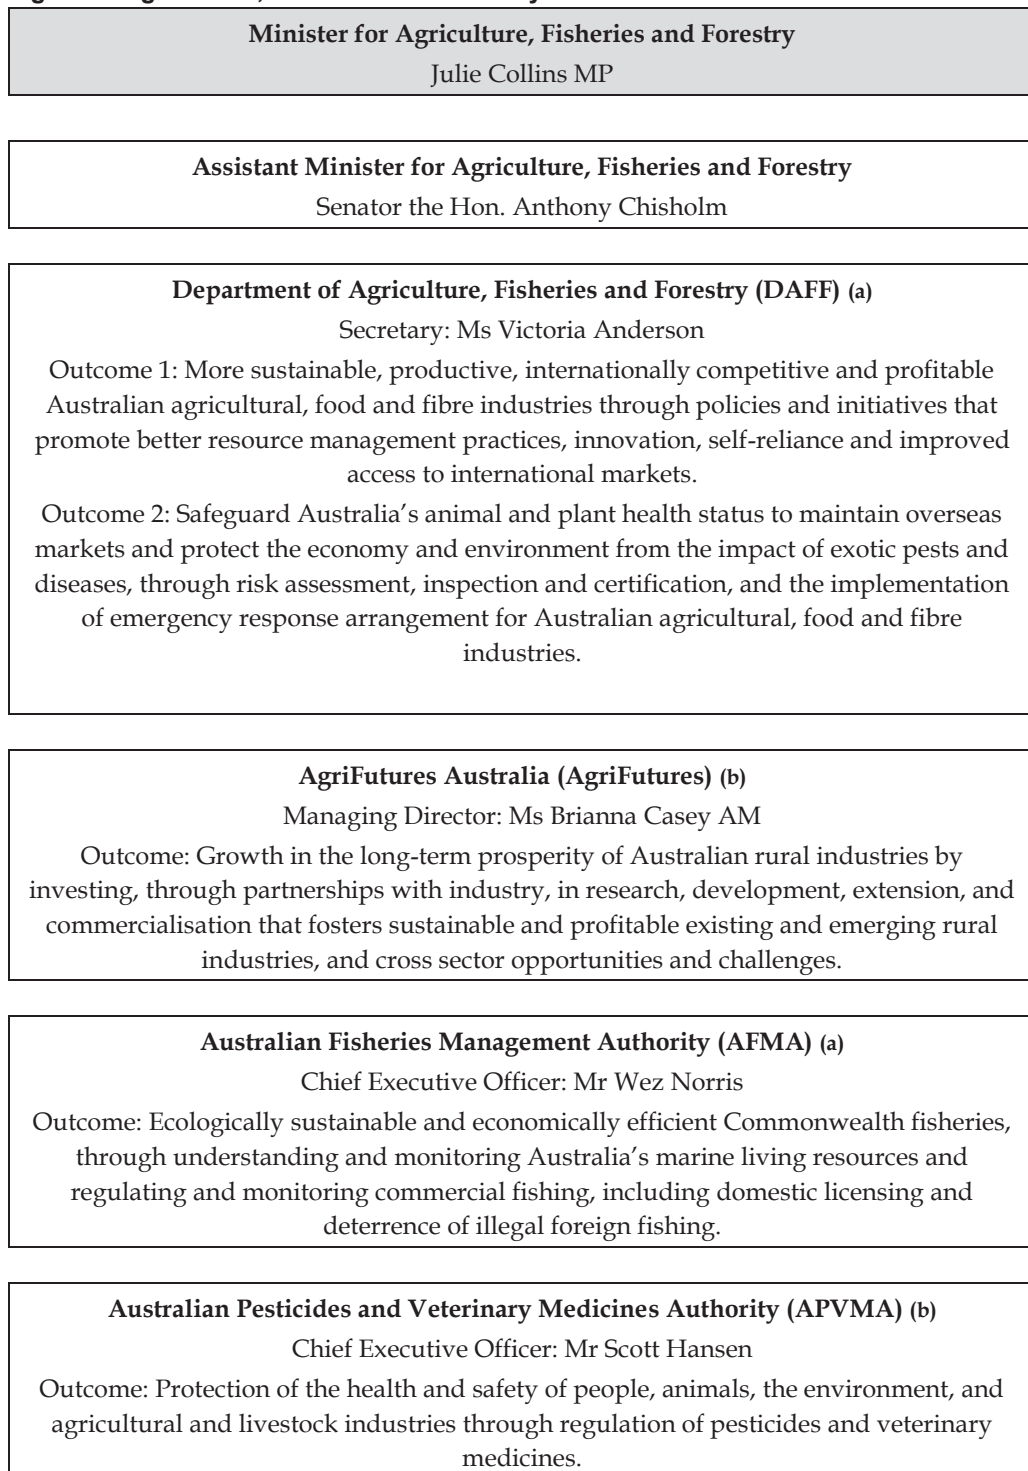 Minister for Agriculture, Fisheries and Forestry
Julie Collins MP
Assistant Minister for Agriculture, Fisheries and Forestry
Senator the Hon. Anthony Chisholm
Department of Agriculture, Fisheries and Forestry (DAFF) (a)
Secretary: Ms Victoria Anderson
Outcome 1: More sustainable, productive, internationally competitive and profitable
Australian agricultural, food and fibre industries through policies and initiatives that
promote better resource management practices, innovation, self-reliance and improved
access to international markets.
Outcome 2: Safeguard Australia’s animal and plant health status to maintain overseas
markets and protect the economy and environment from the impact of exotic pests and
diseases, through risk assessment, inspection and certification, and the implementation
of emergency response arrangement for Australian agricultural, food and fibre
industries.
AgriFutures Australia (AgriFutures) (b)
Managing Director: Ms Brianna Casey AM
Outcome: Growth in the long-term prosperity of Australian rural industries by
investing, through partnerships with industry, in research, development, extension, and
commercialisation that fosters sustainable and profitable existing and emerging rural
industries, and cross sector opportunities and challenges.
Australian Fisheries Management Authority (AFMA) (a)
Chief Executive Officer: Mr Wez Norris
Outcome: Ecologically sustainable and economically efficient Commonwealth fisheries,
through understanding and monitoring Australia’s marine living resources and
regulating and monitoring commercial fishing, including domestic licensing and
deterrence of illegal foreign fishing.
Australian Pesticides and Veterinary Medicines Authority (APVMA) (b)
Chief Executive Officer: Mr Scott Hansen
Outcome: Protection of the health and safety of people, animals, the environment, and
agricultural and livestock industries through regulation of pesticides and veterinary
medicines.